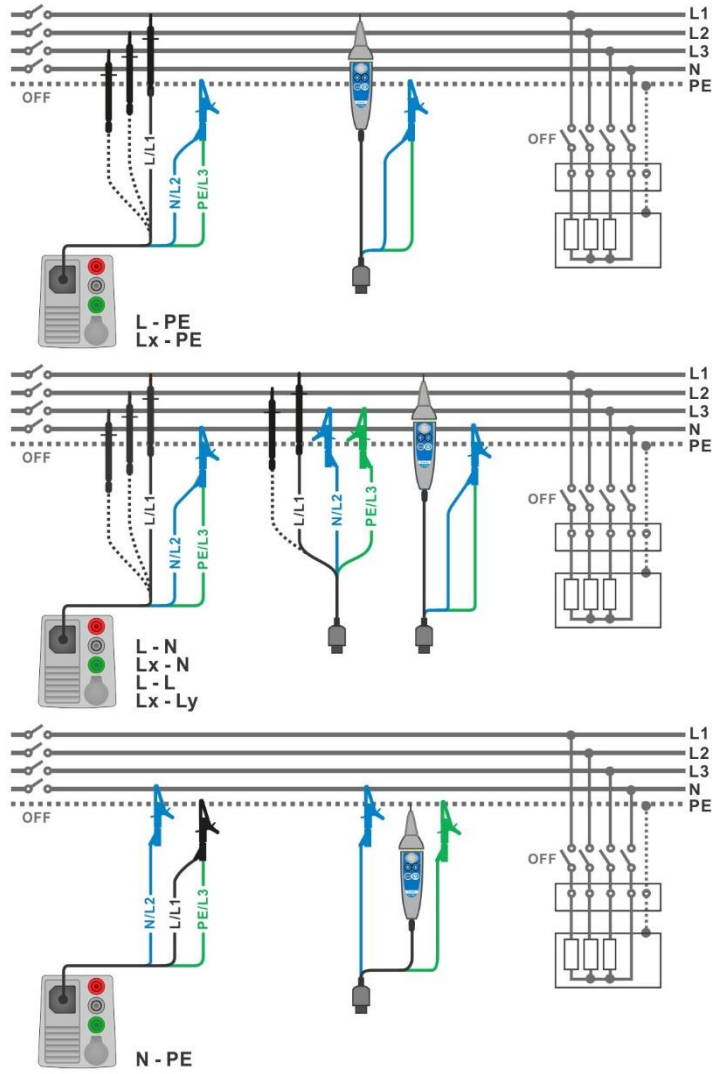 L1
L2
L3
N
PE
OFF
OFF
L/L1
N/L2
PE/L3
L - PE
Lx - PE
L1
L2
L3
N
PE
OFF
OFF
L/L1
N/L2
PE/L3
L/L1
N/L2
PE/L3
L - N
Lx - N
L - L
Lx - Ly
L1
L2
L3
N
PE
OFF
OFF
N/L2
L/L1
PE/L3
N - PE